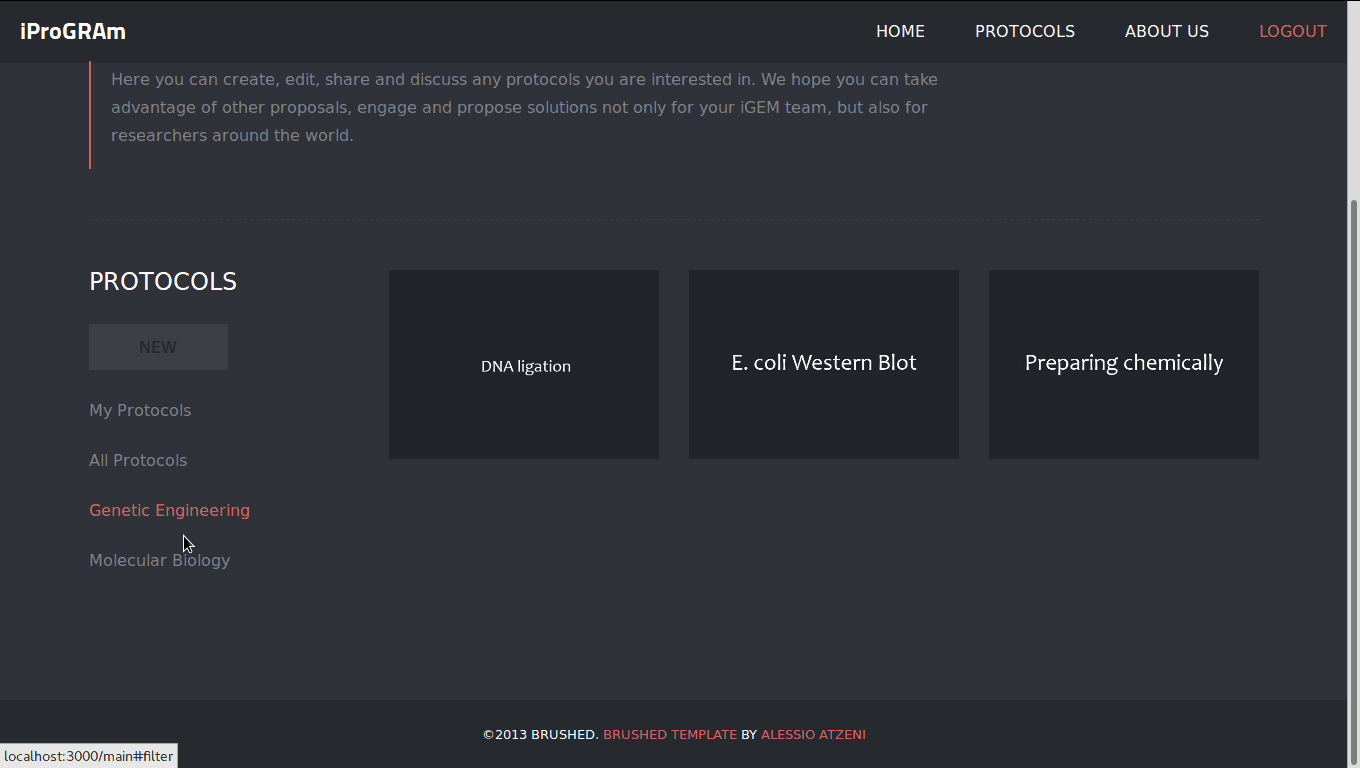 iProGRAm
HOME PROTOCOLS ABOUT US LOGOUT
Here you can create, edit, share and discuss any protocols you are interested in. We hope you can take
advantage of other proposals, engage and propose solutions not only for your iGEM team, but also for
researchers around the world.
PROTOCOLS
NEW
My Protocols
All Protocols
Genetic Engineering
Molecular Biology
DNA ligation
E. coli Western Blot
Preparing chemically
©2013 BRUSHED. BRUSHED TEMPLATE BY ALESSIO ATZENI
localhost:3000/main#filter